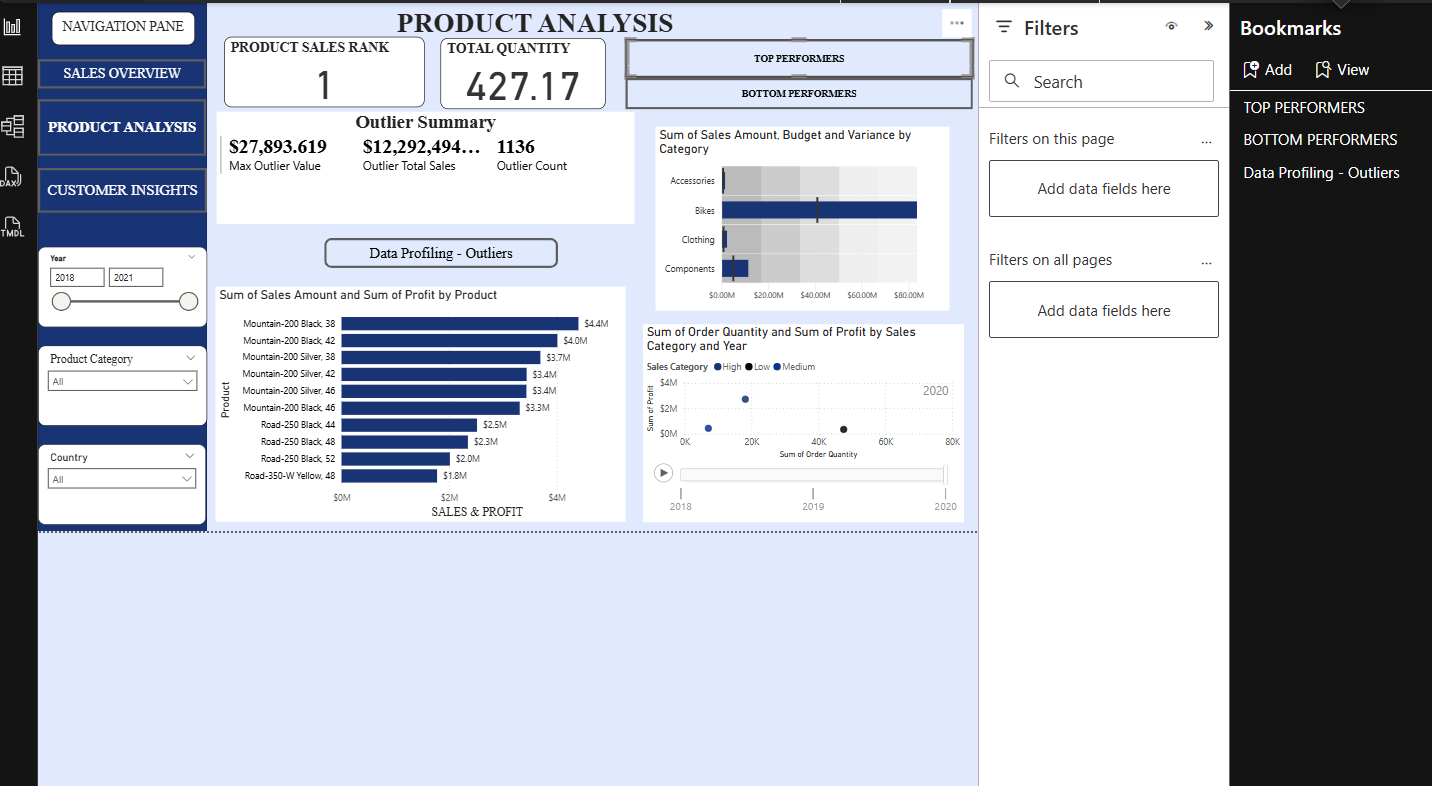 PRODUCT ANALYSIS
NAVIGATION PANE
SALES OVERVIEW
PRODUCT ANALYSIS
CUSTOMER INSIGHTS
DAX
TMDL
Year
2018 2021
Product Category
All
Country
All
PRODUCT SALES RANK
1
TOTAL QUANTITY
427.17
...
TOP PERFORMERS
BOTTOM PERFORMERS
Outlier Summary
$27,893.619 $12,292,494... 1136
Max Outlier Value Outlier Total Sales Outlier Count
Data Profiling - Outliers
Sum of Sales Amount and Sum of Profit by Product
Product
Mountain-200 Black, 38 $4.4M
Mountain-200 Black, 42 $4.0M
Mountain-200 Silver, 38 $3.7M
Mountain-200 Silver, 42 $3.4M
Mountain-200 Silver, 46 $3.4M
Mountain-200 Black, 46 $3.3M
Road-250 Black, 44 $2.5M
Road-250 Black, 48 $2.3M
Road-250 Black, 52 $2.0M
Road-350-W Yellow, 48 $1.8M
$0M $2M $4M
SALES & PROFIT
Sum of Sales Amount, Budget and Variance by
Category
Accessories
Bikes
Clothing
Components
$0.00M $20.00M $40.00M $60.00M $80.00M
Sum of Order Quantity and Sum of Profit by Sales
Category and Year
Sales Category High Low Medium
Sum of Profit
$4M
$2M
$0M
2020
0K 20K 40K 60K 80K
Sum of Order Quantity
2018 2019 2020
Filters
Search
Filters on this page ...
Add data fields here
Filters on all pages ...
Add data fields here
Bookmarks
Add View
TOP PERFORMERS
BOTTOM PERFORMERS
Data Profiling - Outliers